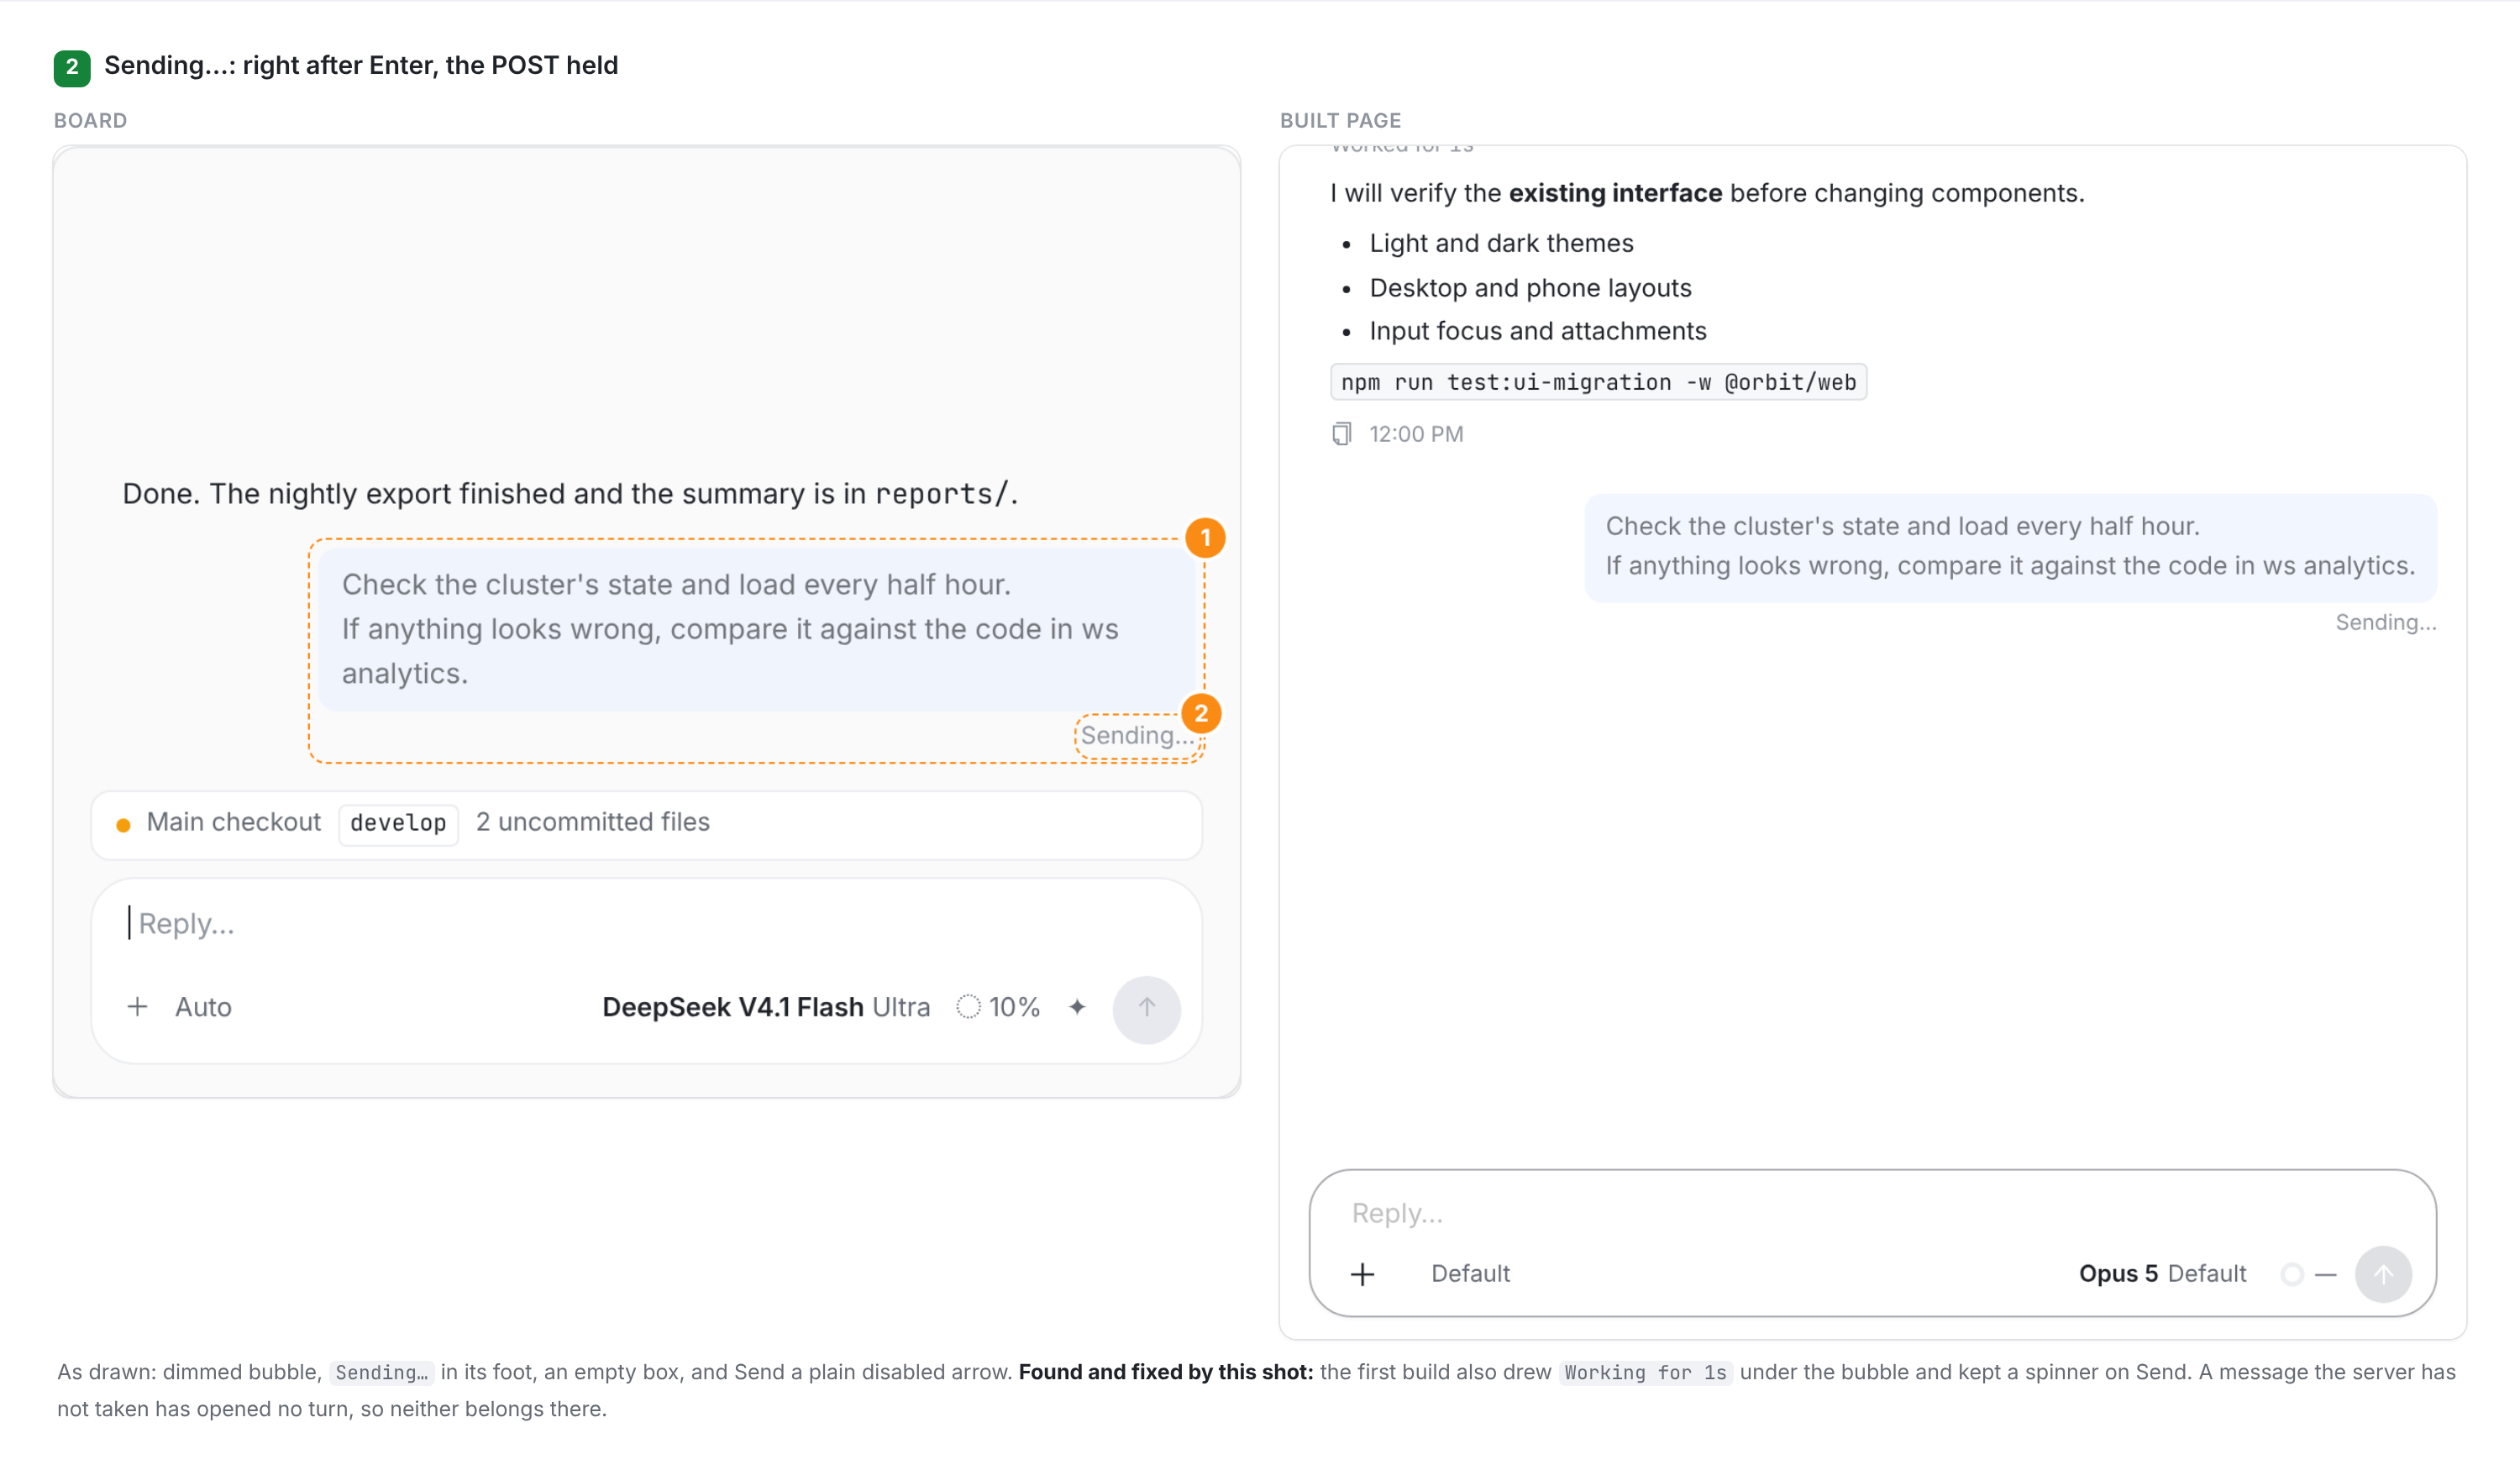 2 Sending...: right after Enter, the POST held
BOARD
Done. The nightly export finished and the summary is in reports/.
1
Check the cluster's state and load every half hour.
If anything looks wrong, compare it against the code in ws
analytics.
2
Sending...
Main checkout develop 2 uncommitted files
Reply...
+ Auto DeepSeek V4.1 Flash Ultra 10%
BUILT PAGE
Worked for 1s
I will verify the existing interface before changing components.
• Light and dark themes
• Desktop and phone layouts
• Input focus and attachments
npm run test:ui-migration -w @orbit/web
12:00 PM
Check the cluster's state and load every half hour.
If anything looks wrong, compare it against the code in ws analytics.
Sending...
Reply...
+ Default Opus 5 Default —
As drawn: dimmed bubble, Sending… in its foot, an empty box, and Send a plain disabled arrow. Found and fixed by this shot: the first build also drew Working for 1s under the bubble and kept a spinner on Send. A message the server has
not taken has opened no turn, so neither belongs there.